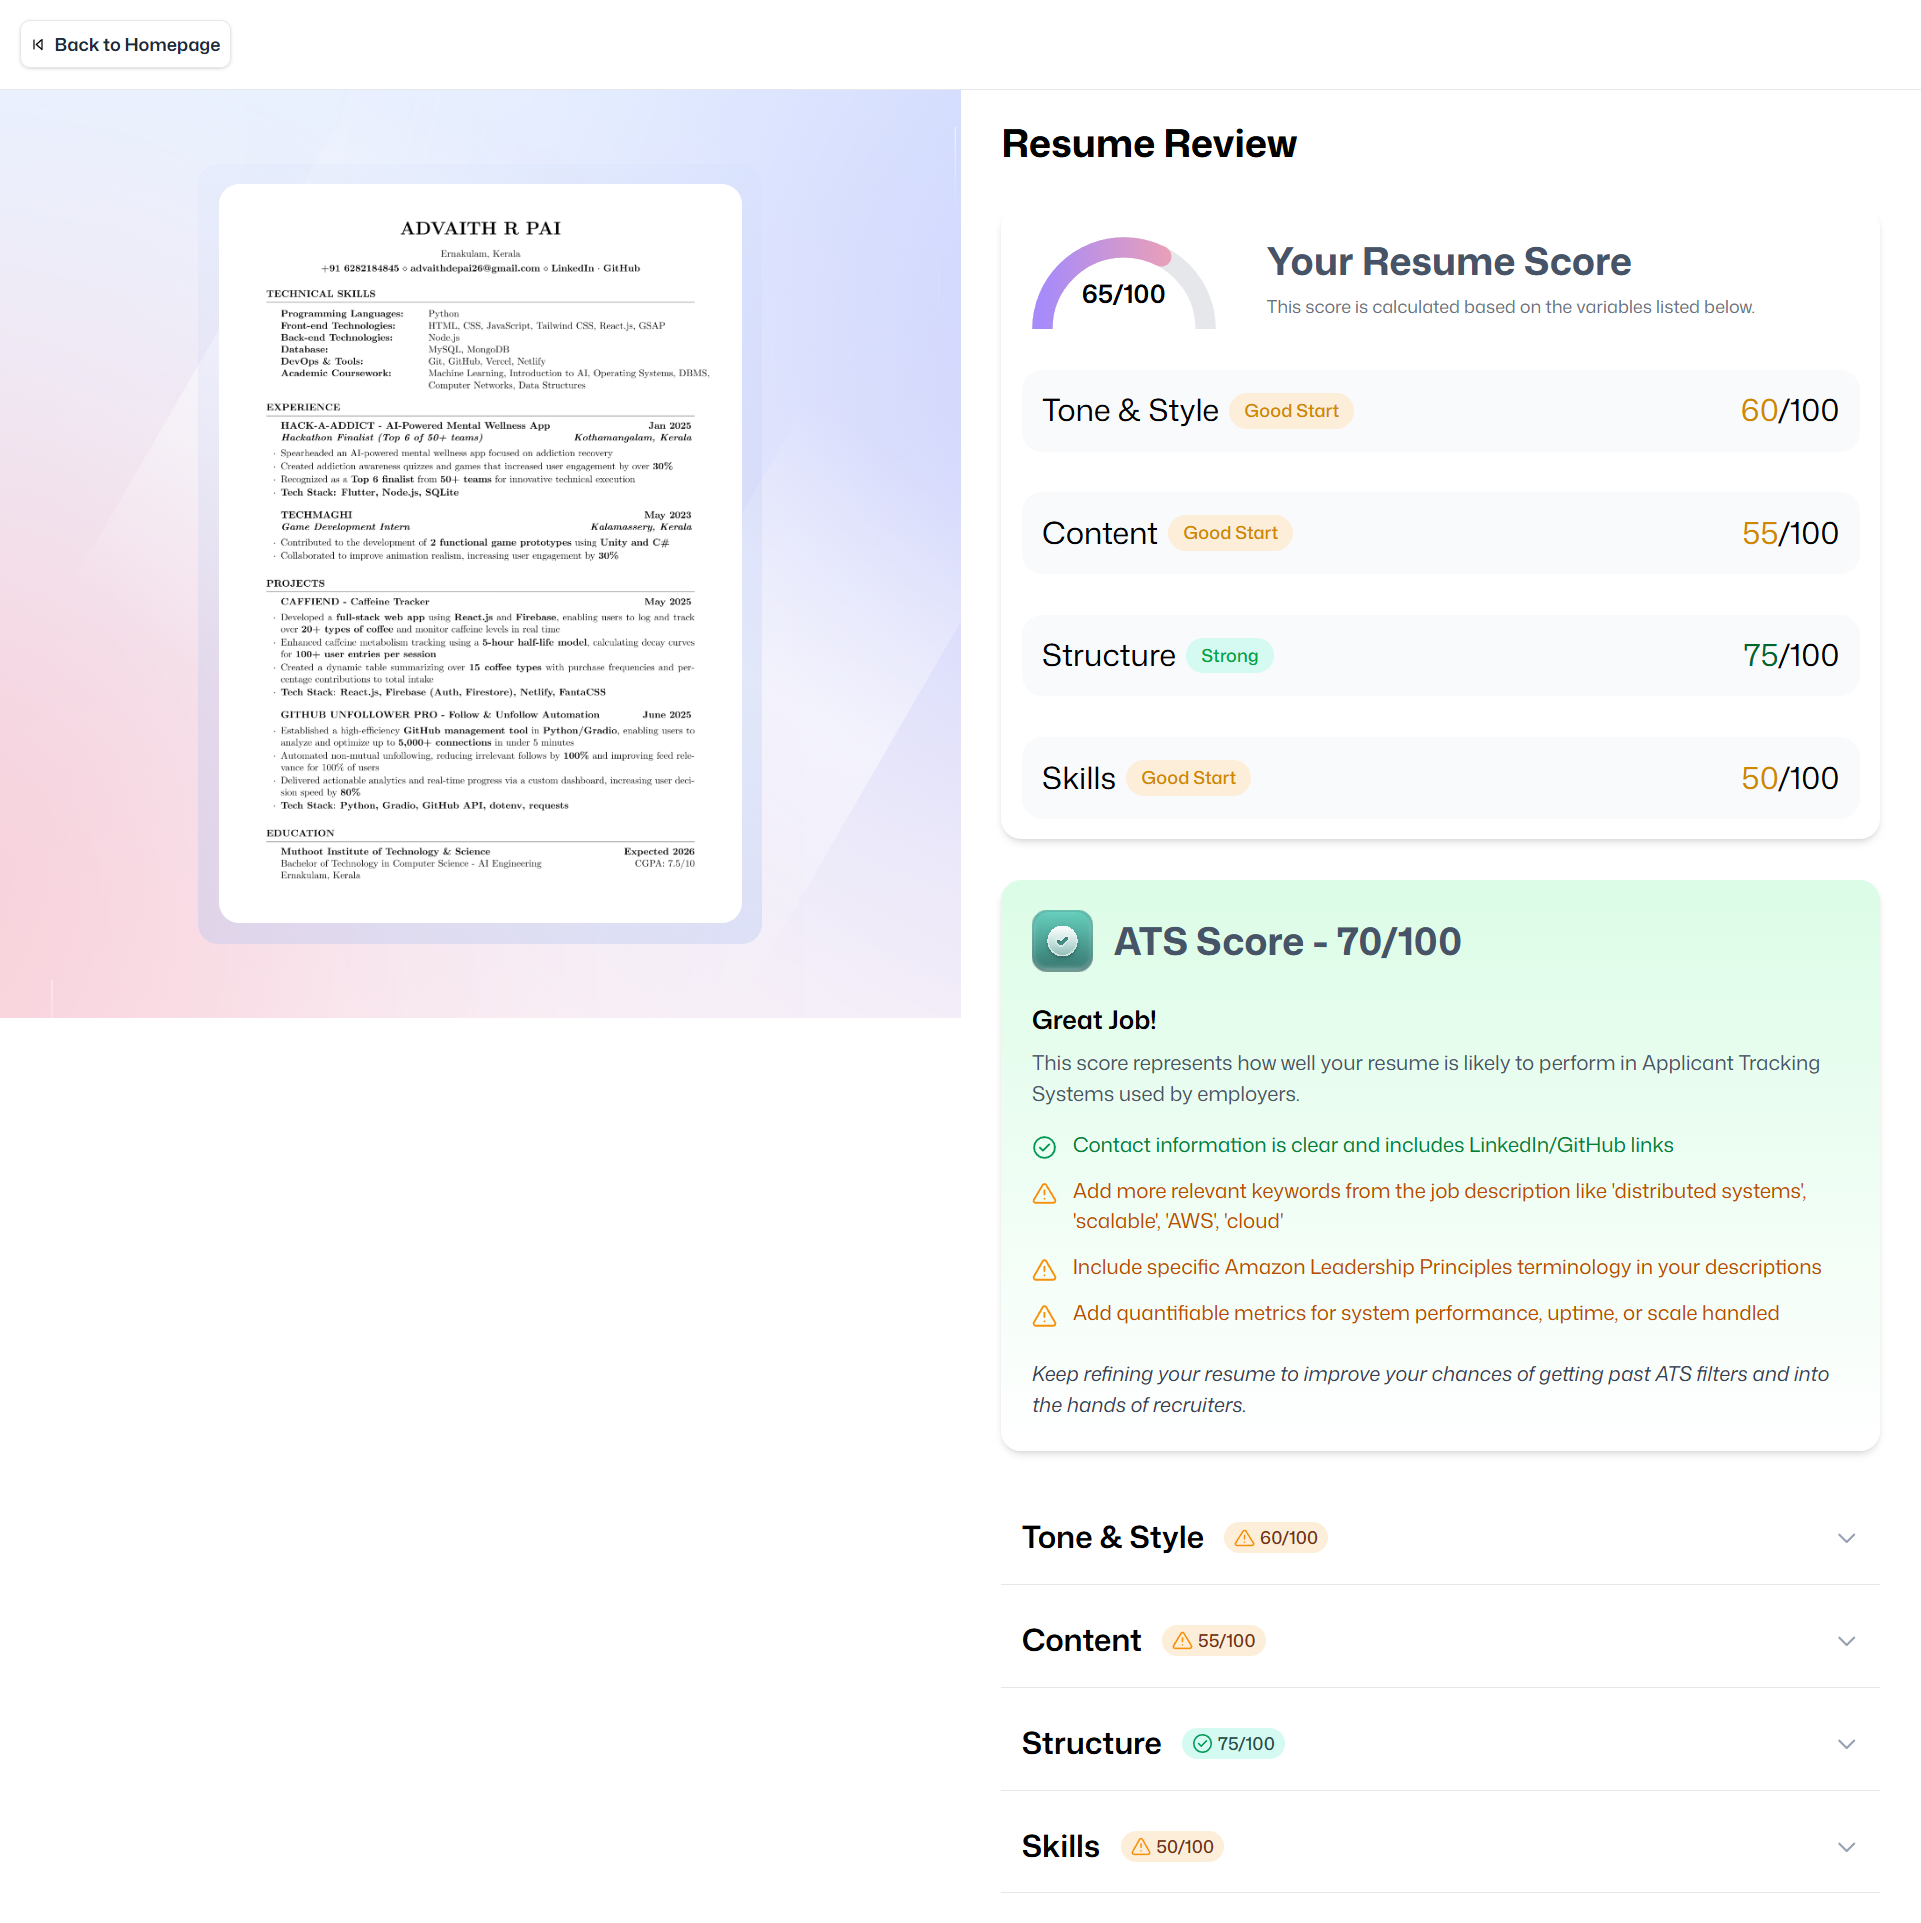 Back to Homepage
ADVAITH R PAI
Ernakulam, Kerala
+91 6282184845 ⋄ advaithdepai26@gmail.com ⋄ LinkedIn · GitHub
TECHNICAL SKILLS
Programming Languages: Python
Front-end Technologies: HTML, CSS, JavaScript, Tailwind CSS, React.js, GSAP
Back-end Technologies: Node.js
Database: MySQL, MongoDB
DevOps & Tools: Git, GitHub, Vercel, Netlify
Academic Coursework: Machine Learning, Introduction to AI, Operating Systems, DBMS,
Computer Networks, Data Structures
EXPERIENCE
HACK-A-ADDICT - AI-Powered Mental Wellness App Jan 2025
Hackathon Finalist (Top 6 of 50+ teams) Kothamangalam, Kerala
· Spearheaded an AI-powered mental wellness app focused on addiction recovery
· Created addiction awareness quizzes and games that increased user engagement by over 30%
· Recognized as a Top 6 finalist from 50+ teams for innovative technical execution
· Tech Stack: Flutter, Node.js, SQLite
TECHMAGHI May 2023
Game Development Intern Kalamassery, Kerala
· Contributed to the development of 2 functional game prototypes using Unity and C#
· Collaborated to improve animation realism, increasing user engagement by 30%
PROJECTS
CAFFIEND - Caffeine Tracker May 2025
· Developed a full-stack web app using React.js and Firebase, enabling users to log and track
over 20+ types of coffee and monitor caffeine levels in real time
· Enhanced caffeine metabolism tracking using a 5-hour half-life model, calculating decay curves
for 100+ user entries per session
· Created a dynamic table summarizing over 15 coffee types with purchase frequencies and per-
centage contributions to total intake
· Tech Stack: React.js, Firebase (Auth, Firestore), Netlify, FantaCSS
GITHUB UNFOLLOWER PRO - Follow & Unfollow Automation June 2025
· Established a high-efficiency GitHub management tool in Python/Gradio, enabling users to
analyze and optimize up to 5,000+ connections in under 5 minutes
· Automated non-mutual unfollowing, reducing irrelevant follows by 100% and improving feed rele-
vance for 100% of users
· Delivered actionable analytics and real-time progress via a custom dashboard, increasing user deci-
sion speed by 80%
· Tech Stack: Python, Gradio, GitHub API, dotenv, requests
EDUCATION
Muthoot Institute of Technology & Science Expected 2026
Bachelor of Technology in Computer Science - AI Engineering CGPA: 7.5/10
Ernakulam, Kerala
Resume Review
65/100
Your Resume Score
This score is calculated based on the variables listed below.
Tone & Style Good Start 60/100
Content Good Start 55/100
Structure Strong 75/100
Skills Good Start 50/100
ATS Score - 70/100
Great Job!
This score represents how well your resume is likely to perform in Applicant Tracking
Systems used by employers.
Contact information is clear and includes LinkedIn/GitHub links
Add more relevant keywords from the job description like 'distributed systems',
'scalable', 'AWS', 'cloud'
Include specific Amazon Leadership Principles terminology in your descriptions
Add quantifiable metrics for system performance, uptime, or scale handled
Keep refining your resume to improve your chances of getting past ATS filters and into
the hands of recruiters.
Tone & Style 60/100
Content 55/100
Structure 75/100
Skills 50/100